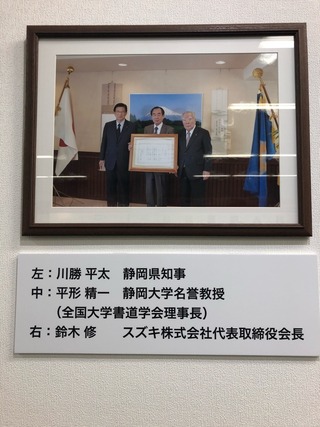 左：川勝 平太　静岡県知事
中：平形 精一　静岡大学名誉教授
（全国大学書道学会理事長）
右：鈴木 修　　スズキ株式会社代表取締役会長